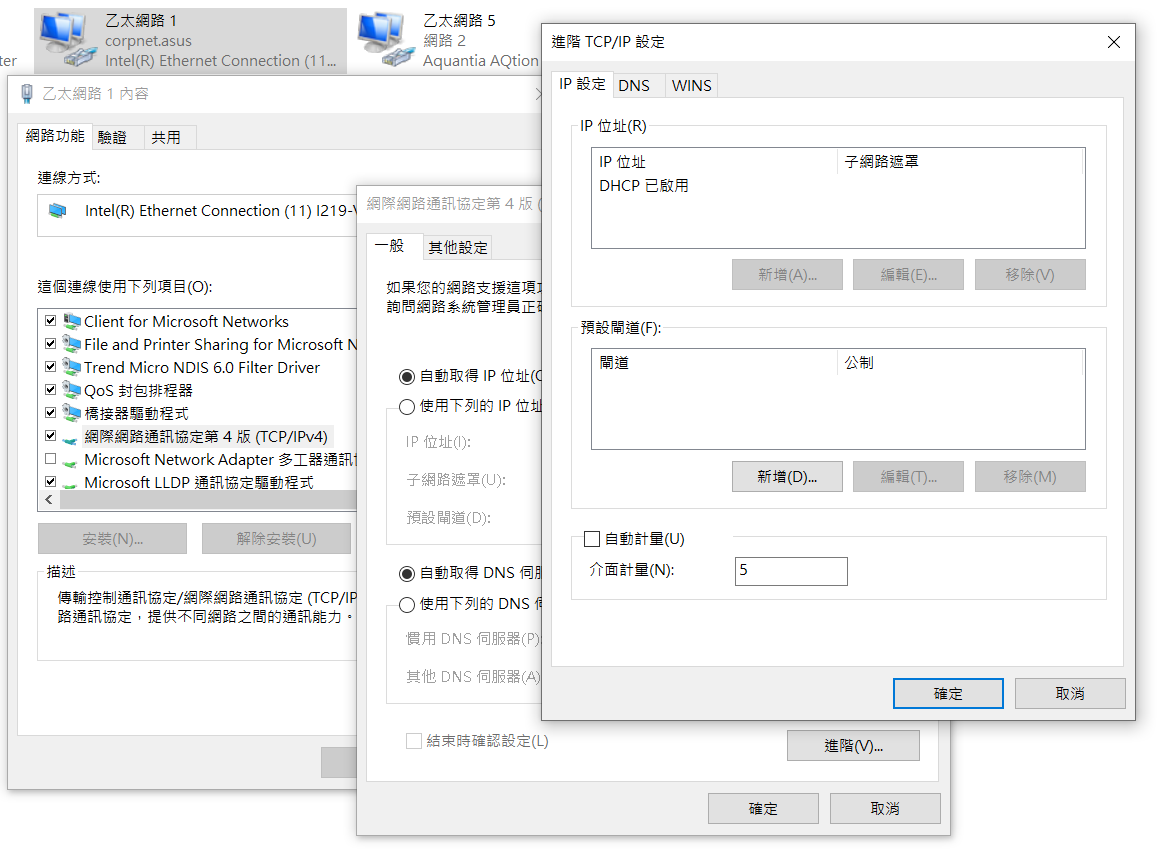 乙太網路 1
corpnet.asus
Intel(R) Ethernet Connection (11...
乙太網路 5
網路 2
Aquantia AQtion
ter
乙太網路 1 內容
網路功能
驗證
共用
連線方式:
Intel(R) Ethernet Connection (11) I219-V
這個連線使用下列項目(O):
Client for Microsoft Networks
File and Printer Sharing for Microsoft N
Trend Micro NDIS 6.0 Filter Driver
QoS 封包排程器
橋接器驅動程式
網際網路通訊協定第 4 版 (TCP/IPv4)
Microsoft Network Adapter 多工器通訊
Microsoft LLDP 通訊協定驅動程式
安裝(N)...
解除安裝(U)
描述
傳輸控制通訊協定/網際網路通訊協定 (TCP/IP
路通訊協定，提供不同網路之間的通訊能力。
網際網路通訊協定第 4 版 (
一般
其他設定
如果您的網路支援這項
詢問網路系統管理員正確
自動取得 IP 位址(O
使用下列的 IP 位址
IP 位址(I):
子網路遮罩(U):
預設閘道(D):
自動取得 DNS 伺服
使用下列的 DNS 伺
慣用 DNS 伺服器(P):
其他 DNS 伺服器(A)
結束時確認設定(L)
進階(V)...
確定
取消
進階 TCP/IP 設定
IP 設定
DNS
WINS
IP 位址(R)
IP 位址
子網路遮罩
DHCP 已啟用
新增(A)...
編輯(E)...
移除(V)
預設閘道(F):
閘道
公制
新增(D)...
編輯(T)...
移除(M)
自動計量(U)
介面計量(N):
5
確定
取消